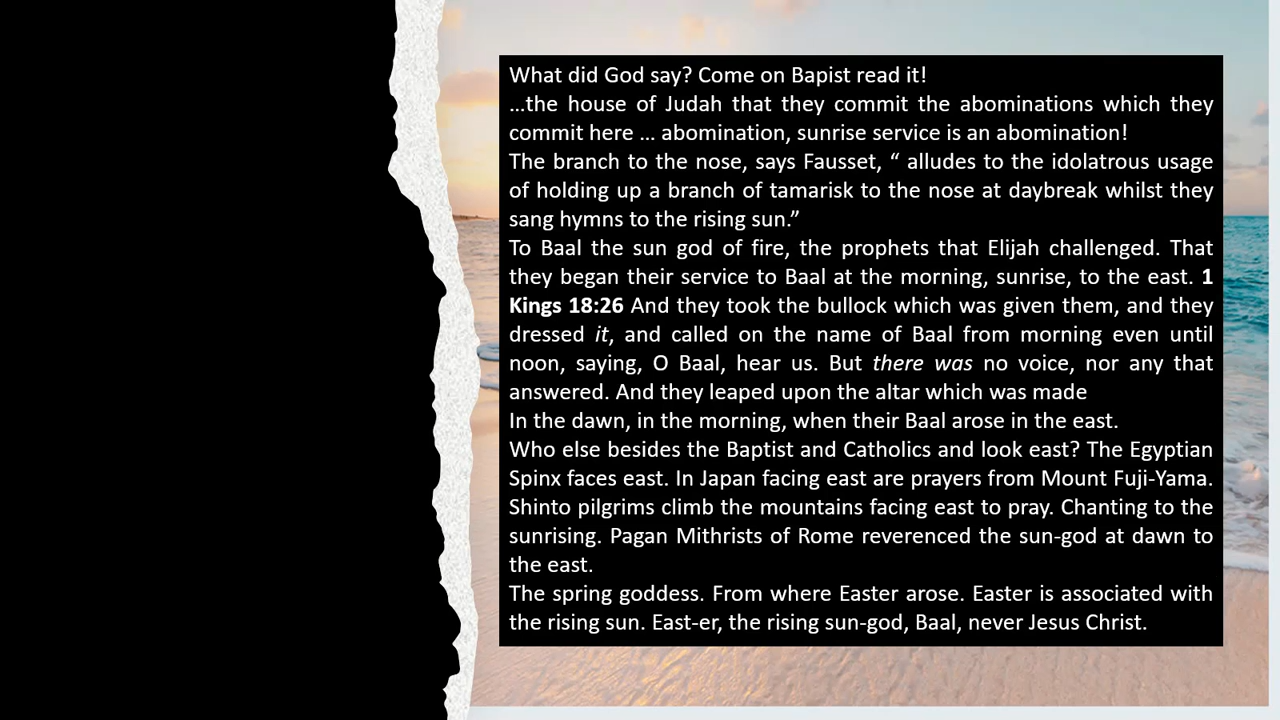 What did God say? Come on Bapist read it!
...the house of Judah that they commit the abominations which they
commit here ... abomination, sunrise service is an abomination!
The branch to the nose, says Fausset, “ alludes to the idolatrous usage
of holding up a branch of tamarisk to the nose at daybreak whilst they
sang hymns to the rising sun.”
To Baal the sun god of fire, the prophets that Elijah challenged. That
they began their service to Baal at the morning, sunrise, to the east. 1
Kings 18:26 And they took the bullock which was given them, and they
dressed it, and called on the name of Baal from morning even until
noon, saying, O Baal, hear us. But there was no voice, nor any that
answered. And they leaped upon the altar which was made
In the dawn, in the morning, when their Baal arose in the east.
Who else besides the Baptist and Catholics and look east? The Egyptian
Spinx faces east. In Japan facing east are prayers from Mount Fuji-Yama.
Shinto pilgrims climb the mountains facing east to pray. Chanting to the
sunrising. Pagan Mithrists of Rome reverenced the sun-god at dawn to
the east.
The spring goddess. From where Easter arose. Easter is associated with
the rising sun. East-er, the rising sun-god, Baal, never Jesus Christ.